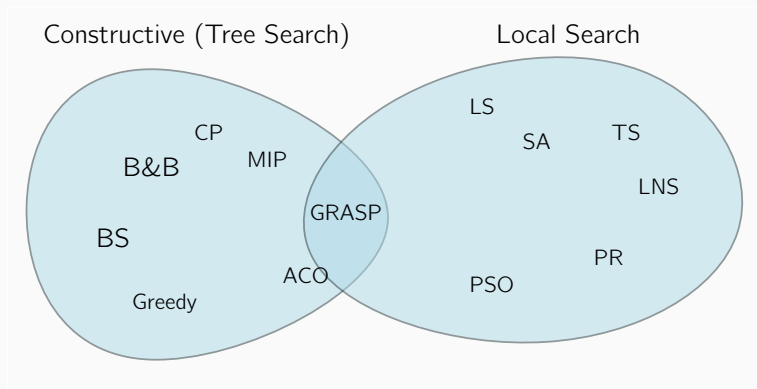 Constructive (Tree Search)
Local Search
CP
B&B
MIP
BS
Greedy
ACO
GRASP
LS
SA
TS
LNS
PR
PSO